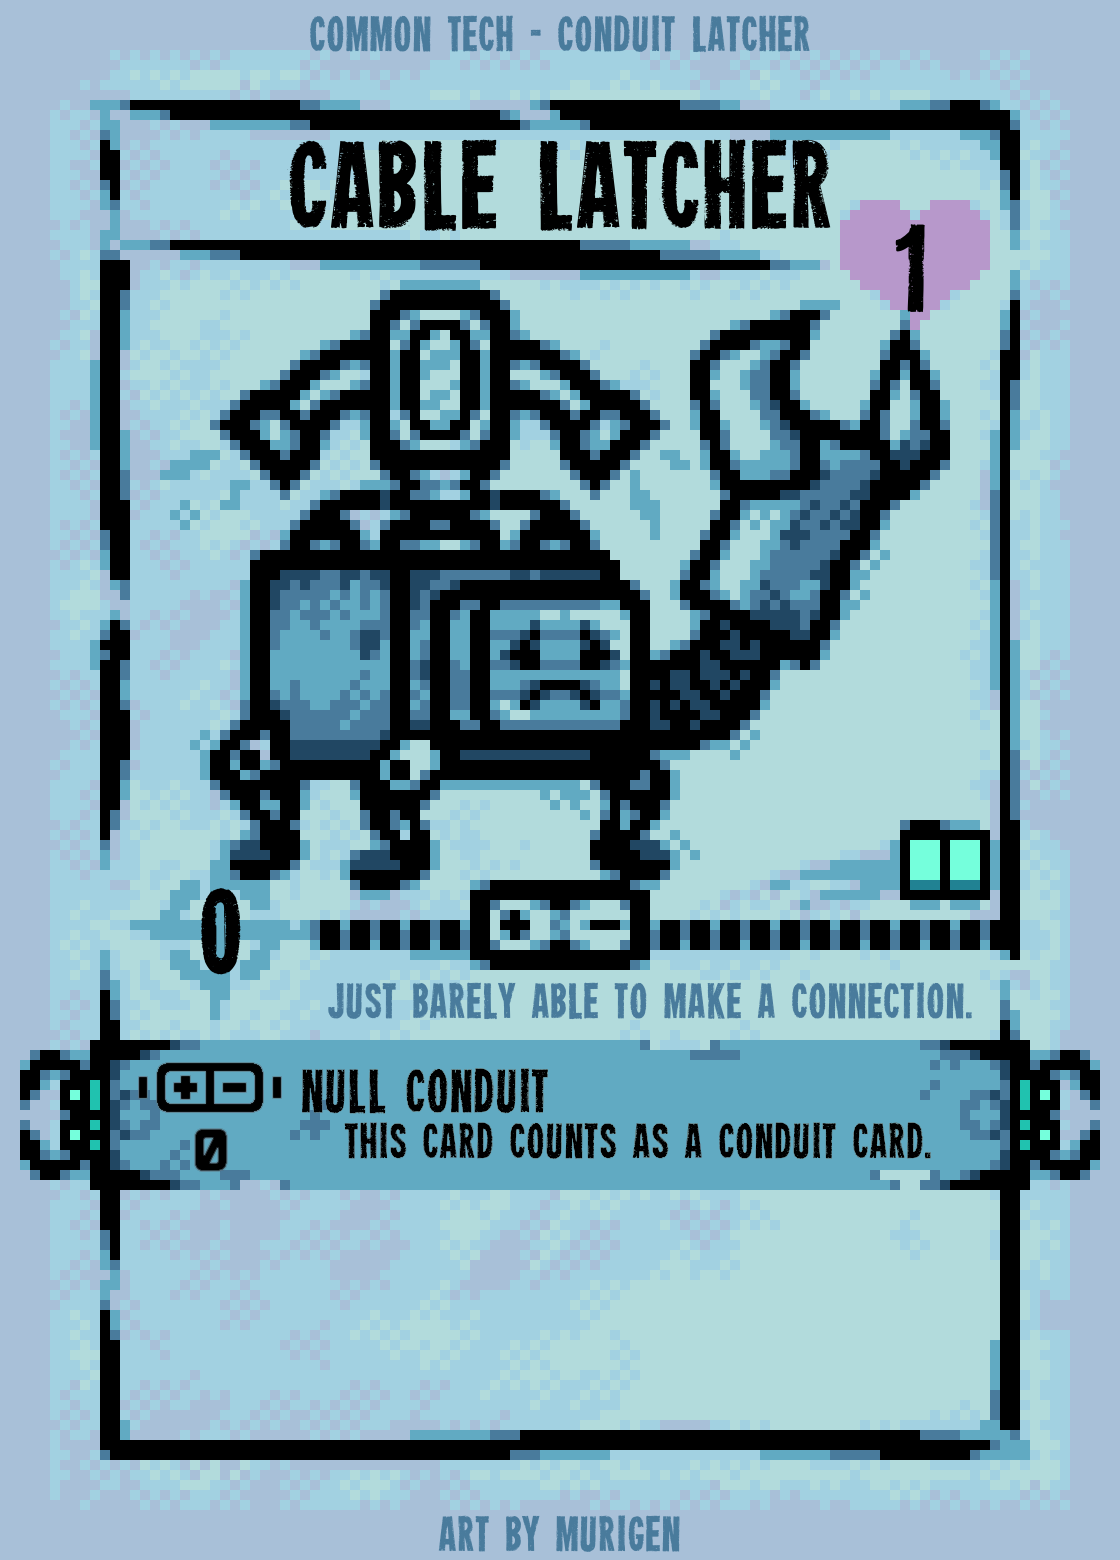 COMMON TECH - CONDUIT LATCHER
CABLE LATCHER
1
0
JUST BARELY ABLE TO MAKE A CONNECTION.
NULL CONDUIT
THIS CARD COUNTS AS A CONDUIT CARD.
0
ART BY MURIGEN